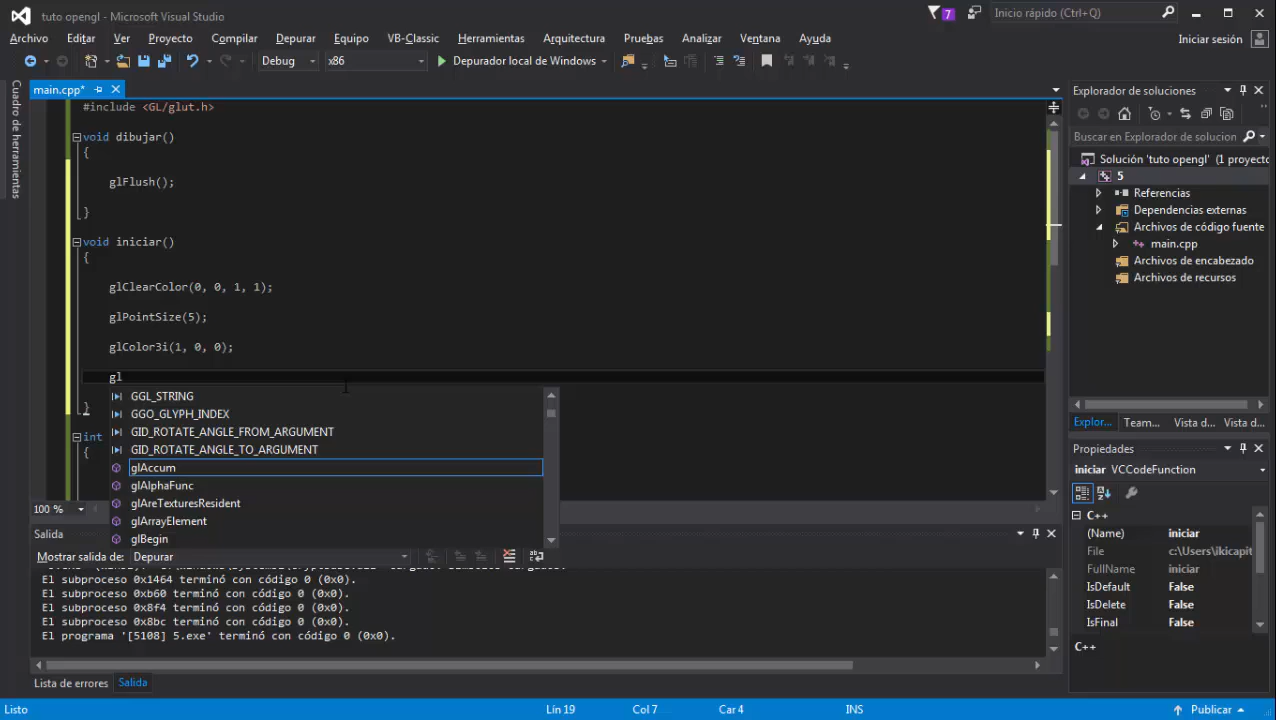 tuto opengl - Microsoft Visual Studio
7
Inicio rápido (Ctrl+Q)
Archivo Editar Ver Proyecto Compilar Depurar Equipo VB-Classic Herramientas Arquitectura Pruebas Analizar Ventana Ayuda
Iniciar sesión
Debug x86 Depurador local de Windows
Cuadro de herramientas
main.cpp*
#include <GL/glut.h>
void dibujar()
{
glFlush();
}
void iniciar()
{
glClearColor(0, 0, 1, 1);
glPointSize(5);
glColor3i(1, 0, 0);
gl
}
int
{
GGL_STRING
GGO_GLYPH_INDEX
GID_ROTATE_ANGLE_FROM_ARGUMENT
GID_ROTATE_ANGLE_TO_ARGUMENT
glAccum
glAlphaFunc
glAreTexturesResident
glArrayElement
glBegin
100 %
Salida
Mostrar salida de: Depurar
El subproceso 0x1464 terminó con código 0 (0x0).
El subproceso 0xb60 terminó con código 0 (0x0).
El subproceso 0x8f4 terminó con código 0 (0x0).
El subproceso 0x8bc terminó con código 0 (0x0).
El programa '[5108] 5.exe' terminó con código 0 (0x0).
Lista de errores Salida
Explorador de soluciones
Buscar en Explorador de solucion
Solución "tuto opengl" (1 proyecto
5
Referencias
Dependencias externas
Archivos de código fuente
main.cpp
Archivos de encabezado
Archivos de recursos
Explor... Team... Vista d... Vista d...
Propiedades
iniciar VCCodeFunction
C++
(Name) iniciar
File c:\Users\ikicapit
FullName iniciar
IsDefault False
IsDelete False
IsFinal False
C++
Listo Lín 19 Col 7 Car 4 INS Publicar